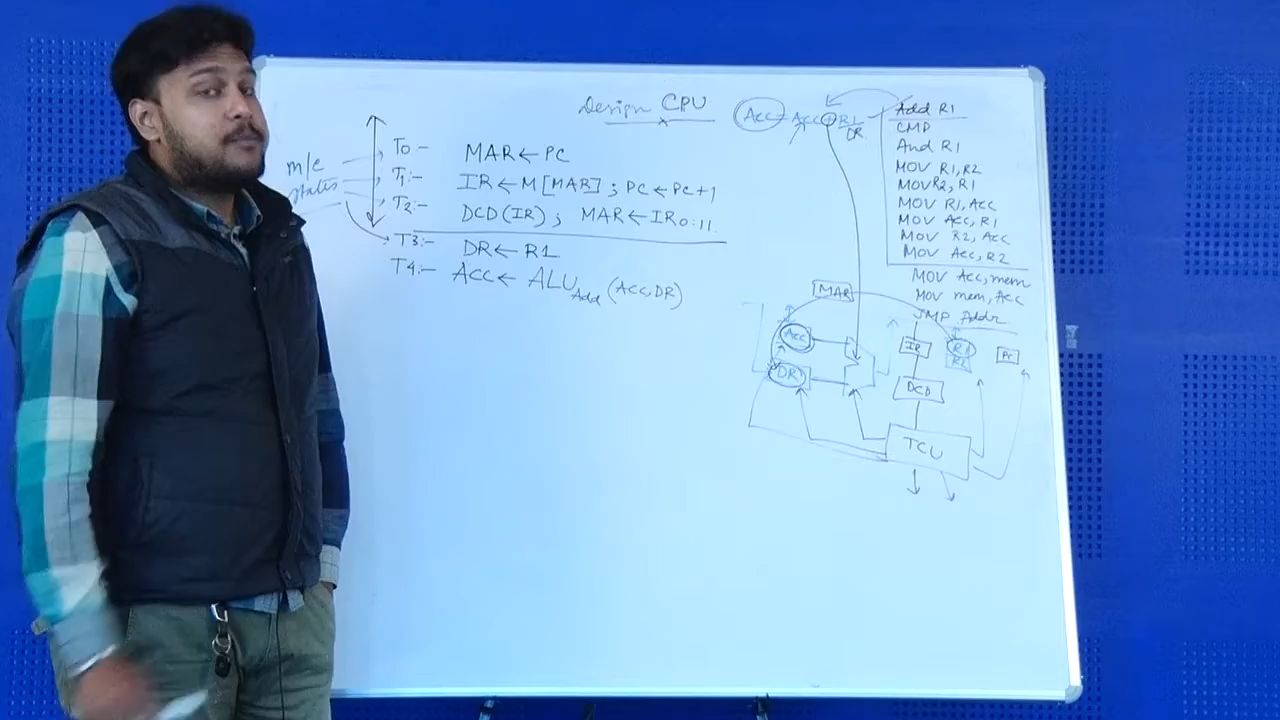 Design CPU
Acc = Acc + R1
DR
m/c
states
T0 - MAR ← PC
T1:- IR ← M[MAR] ; PC ← PC+1
T2:- DCD(IR) ; MAR ← IR0:11.
T3:- DR ← R1
T4:- ACC ← ALU Add (ACC, DR)
Add R1
CMP
And R1
MOV R1,R2
MOV R2, R1
MOV R1, Acc
MOV Acc, R1
MOV R2, Acc
MOV Acc, R2
MOV Acc, mem
MOV mem, Acc
JMP Addr
MAR
Acc
IR
R1
R2
PC
DR
DCD
TCU